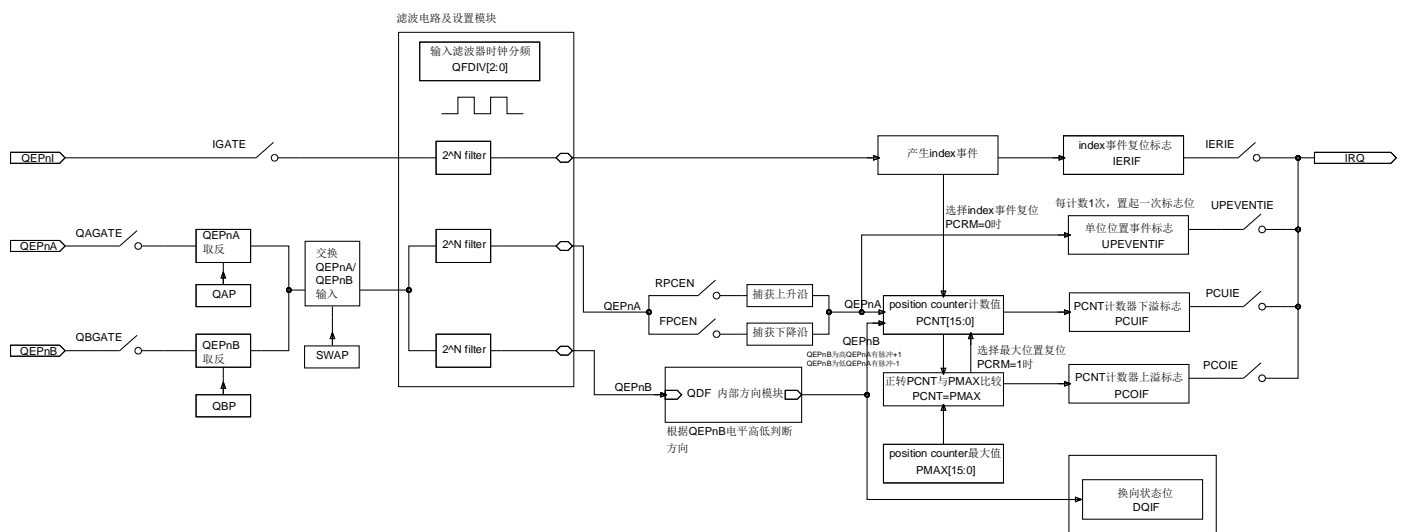 滤波电路及设置模块
输入滤波器时钟分频
QFDIV[2:0]
QEPnI
IGATE
2^N filter
产生index事件
index事件复位标志
IERIF
IERIE
IRQ
选择index事件复位
PCRM=0时
每计数1次，置起一次标志位
UPEVENTIE
单位位置事件标志
UPEVENTIF
QEPnA
QAGATE
QEPnA
取反
QAP
交换
QEPnA/
QEPnB
输入
SWAP
2^N filter
QEPnA
RPCEN
捕获上升沿
FPCEN
捕获下降沿
QEPnA
position counter计数值
PCNT[15:0]
PCNT计数器下溢标志
PCUIF
PCUIE
QEPnB
QBGATE
QEPnB
取反
QBP
2^N filter
QEPnB
QEPnB
QEPnB为高QEPnA有脉冲+1
QEPnB为低QEPnA有脉冲-1
选择最大位置复位
PCRM=1时
QDF 内部方向模块
根据QEPnB电平高低判断
方向
正转PCNT与PMAX比较
PCNT=PMAX
PCNT计数器上溢标志
PCOIF
PCOIE
position counter最大值
PMAX[15:0]
换向状态位
DQIF